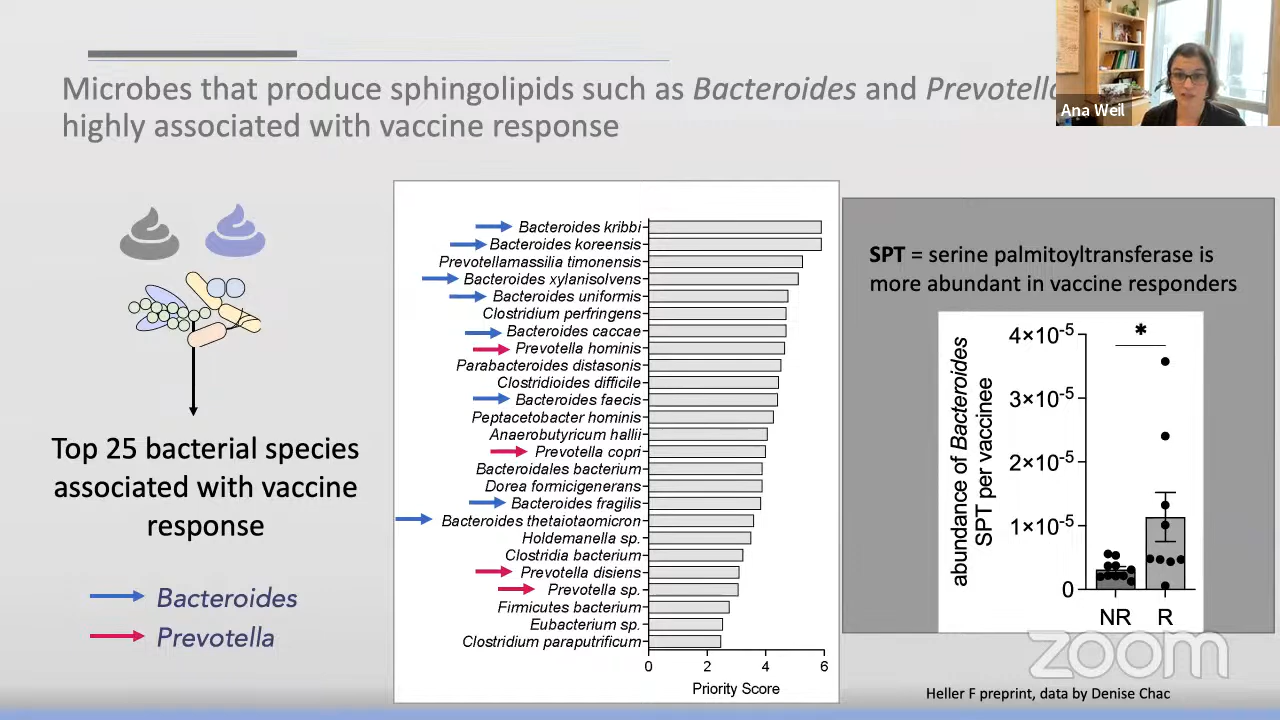 Microbes that produce sphingolipids such as Bacteroides and Prevotella
highly associated with vaccine response
Ana Weil
Top 25 bacterial species
associated with vaccine
response
Bacteroides
Prevotella
Bacteroides kribbi
Bacteroides koreensis
Prevotellamassilia timonensis
Bacteroides xylanisolvens
Bacteroides uniformis
Clostridium perfringens
Bacteroides caccae
Prevotella hominis
Parabacteroides distasonis
Clostridioides difficile
Bacteroides faecis
Peptacetobacter hominis
Anaerobutyricum hallii
Prevotella copri
Bacteroidales bacterium
Dorea formicigenerans
Bacteroides fragilis
Bacteroides thetaiotaomicron
Holdemanella sp.
Clostridia bacterium
Prevotella disiens
Prevotella sp.
Firmicutes bacterium
Eubacterium sp.
Clostridium paraputrificum
0 2 4 6
Priority Score
SPT = serine palmitoyltransferase is
more abundant in vaccine responders
abundance of Bacteroides
SPT per vaccinee
4×10⁻⁵
*
3×10⁻⁵
2×10⁻⁵
1×10⁻⁵
0
NR R
zoom
Heller F preprint, data by Denise Chac